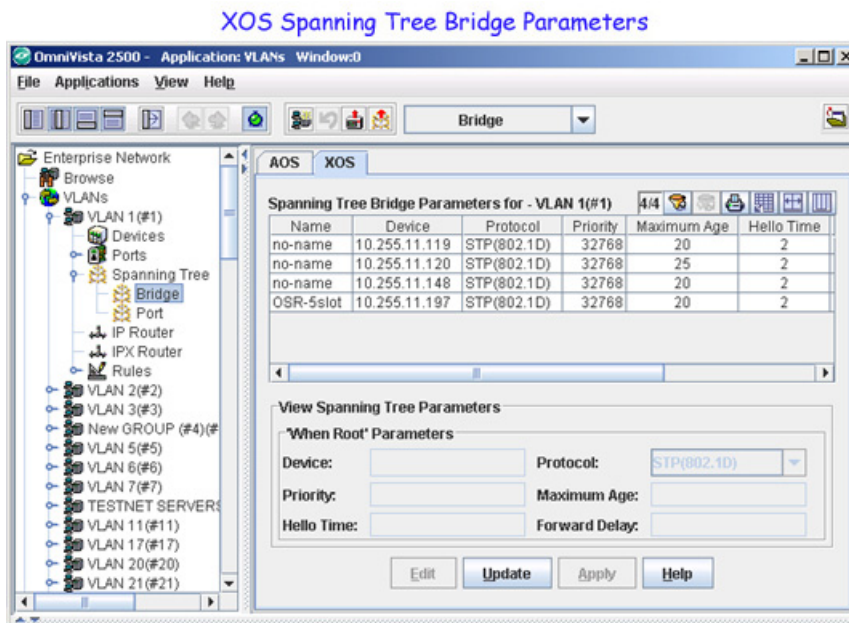 XOS Spanning Tree Bridge Parameters
OmniVista 2500 - Application: VLANs Window:0
File Applications View Help
Bridge
Enterprise Network
Browse
VLANs
VLAN 1(#1)
Devices
Ports
Spanning Tree
Bridge
Port
IP Router
IPX Router
Rules
VLAN 2(#2)
VLAN 3(#3)
New GROUP (#4)(#
VLAN 5(#5)
VLAN 6(#6)
VLAN 7(#7)
TESTNET SERVERS
VLAN 11(#11)
VLAN 17(#17)
VLAN 20(#20)
VLAN 21(#21)
AOS XOS
Spanning Tree Bridge Parameters for - VLAN 1(#1) 4/4
Name Device Protocol Priority Maximum Age Hello Time
no-name 10.255.11.119 STP(802.1D) 32768 20 2
no-name 10.255.11.120 STP(802.1D) 32768 25 2
no-name 10.255.11.148 STP(802.1D) 32768 20 2
OSR-5slot 10.255.11.197 STP(802.1D) 32768 20 2
View Spanning Tree Parameters
'When Root' Parameters
Device: Protocol: STP(802.1D)
Priority: Maximum Age:
Hello Time: Forward Delay:
Edit Update Apply Help